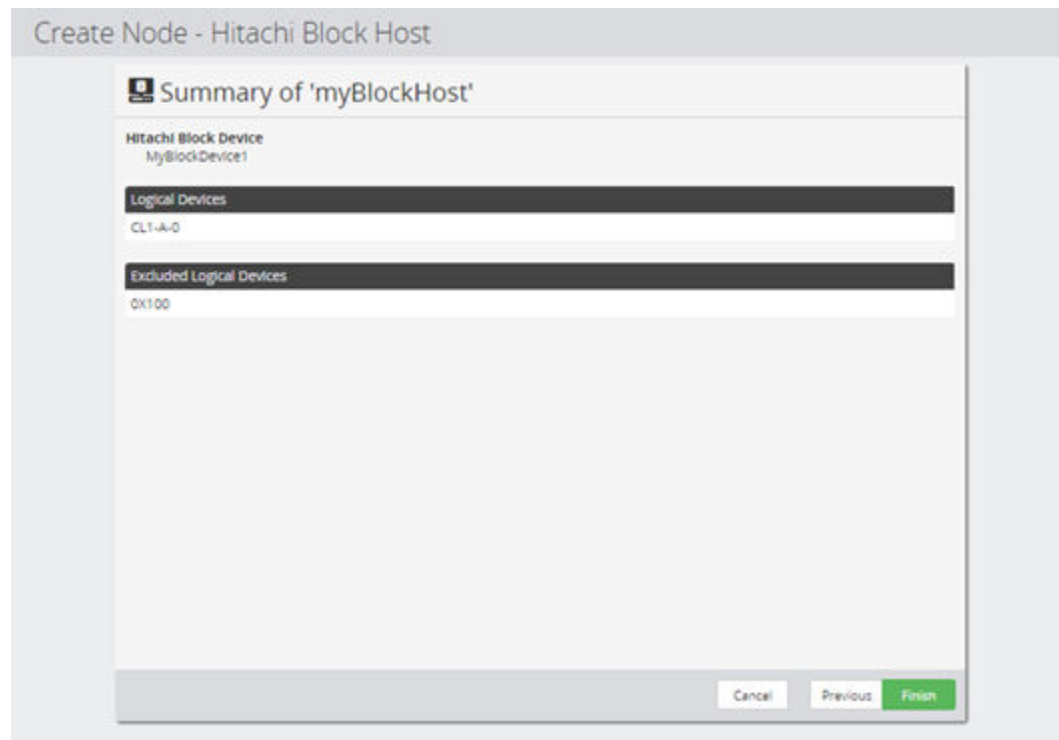 Create Node - Hitachi Block Host
Summary of 'myBlockHost'
Hitachi Block Device
MyBlockDevice1
Logical Devices
CL1-A-0
Excluded Logical Devices
0X100
Cancel
Previous
Finish